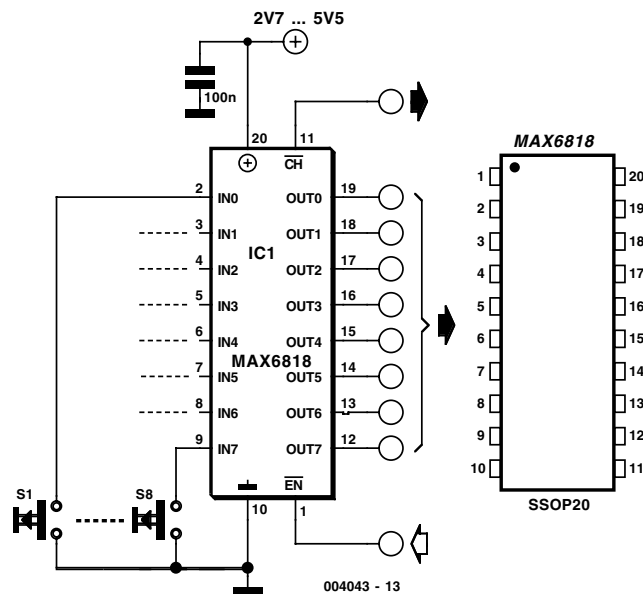 2V7 ... 5V5
100n
20
11
CH
MAX6818
2
IN0
OUT0
19
3
IN1
OUT1
18
IC1
4
IN2
OUT2
17
5
IN3
OUT3
16
6
IN4
OUT4
15
MAX6818
7
IN5
OUT5
14
8
IN6
OUT6
13
9
IN7
OUT7
12
EN
S1
S8
10
1
004043 - 13
1
20
2
19
3
18
4
17
5
16
6
15
7
14
8
13
9
12
10
11
SSOP20